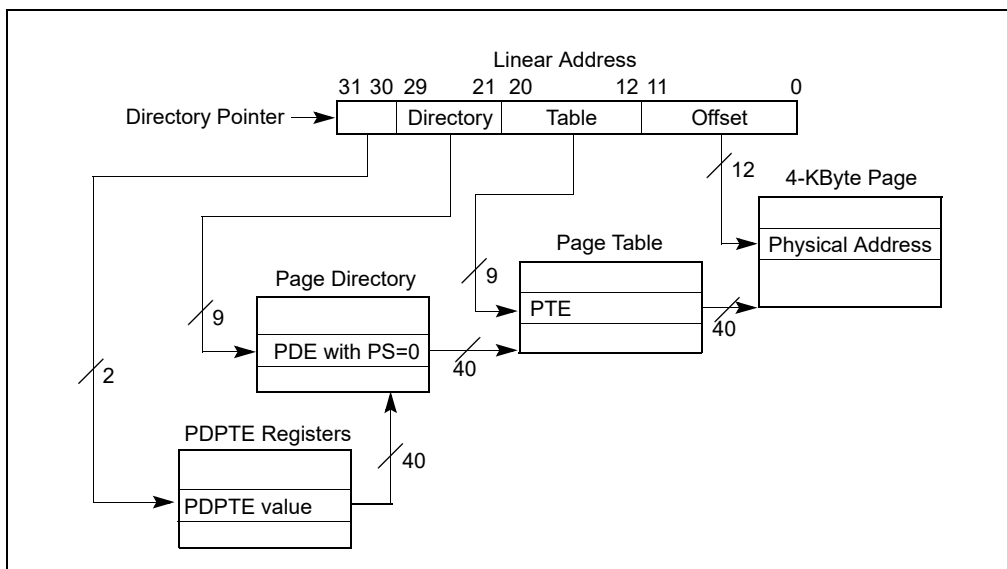 Linear Address
31 30 29 21 20 12 11 0
Directory Pointer Directory Table Offset
12
4-KByte Page
Physical Address
Page Table
9
PTE
40
Page Directory
9
PDE with PS=0
40
2
PDPTE Registers
40
PDPTE value